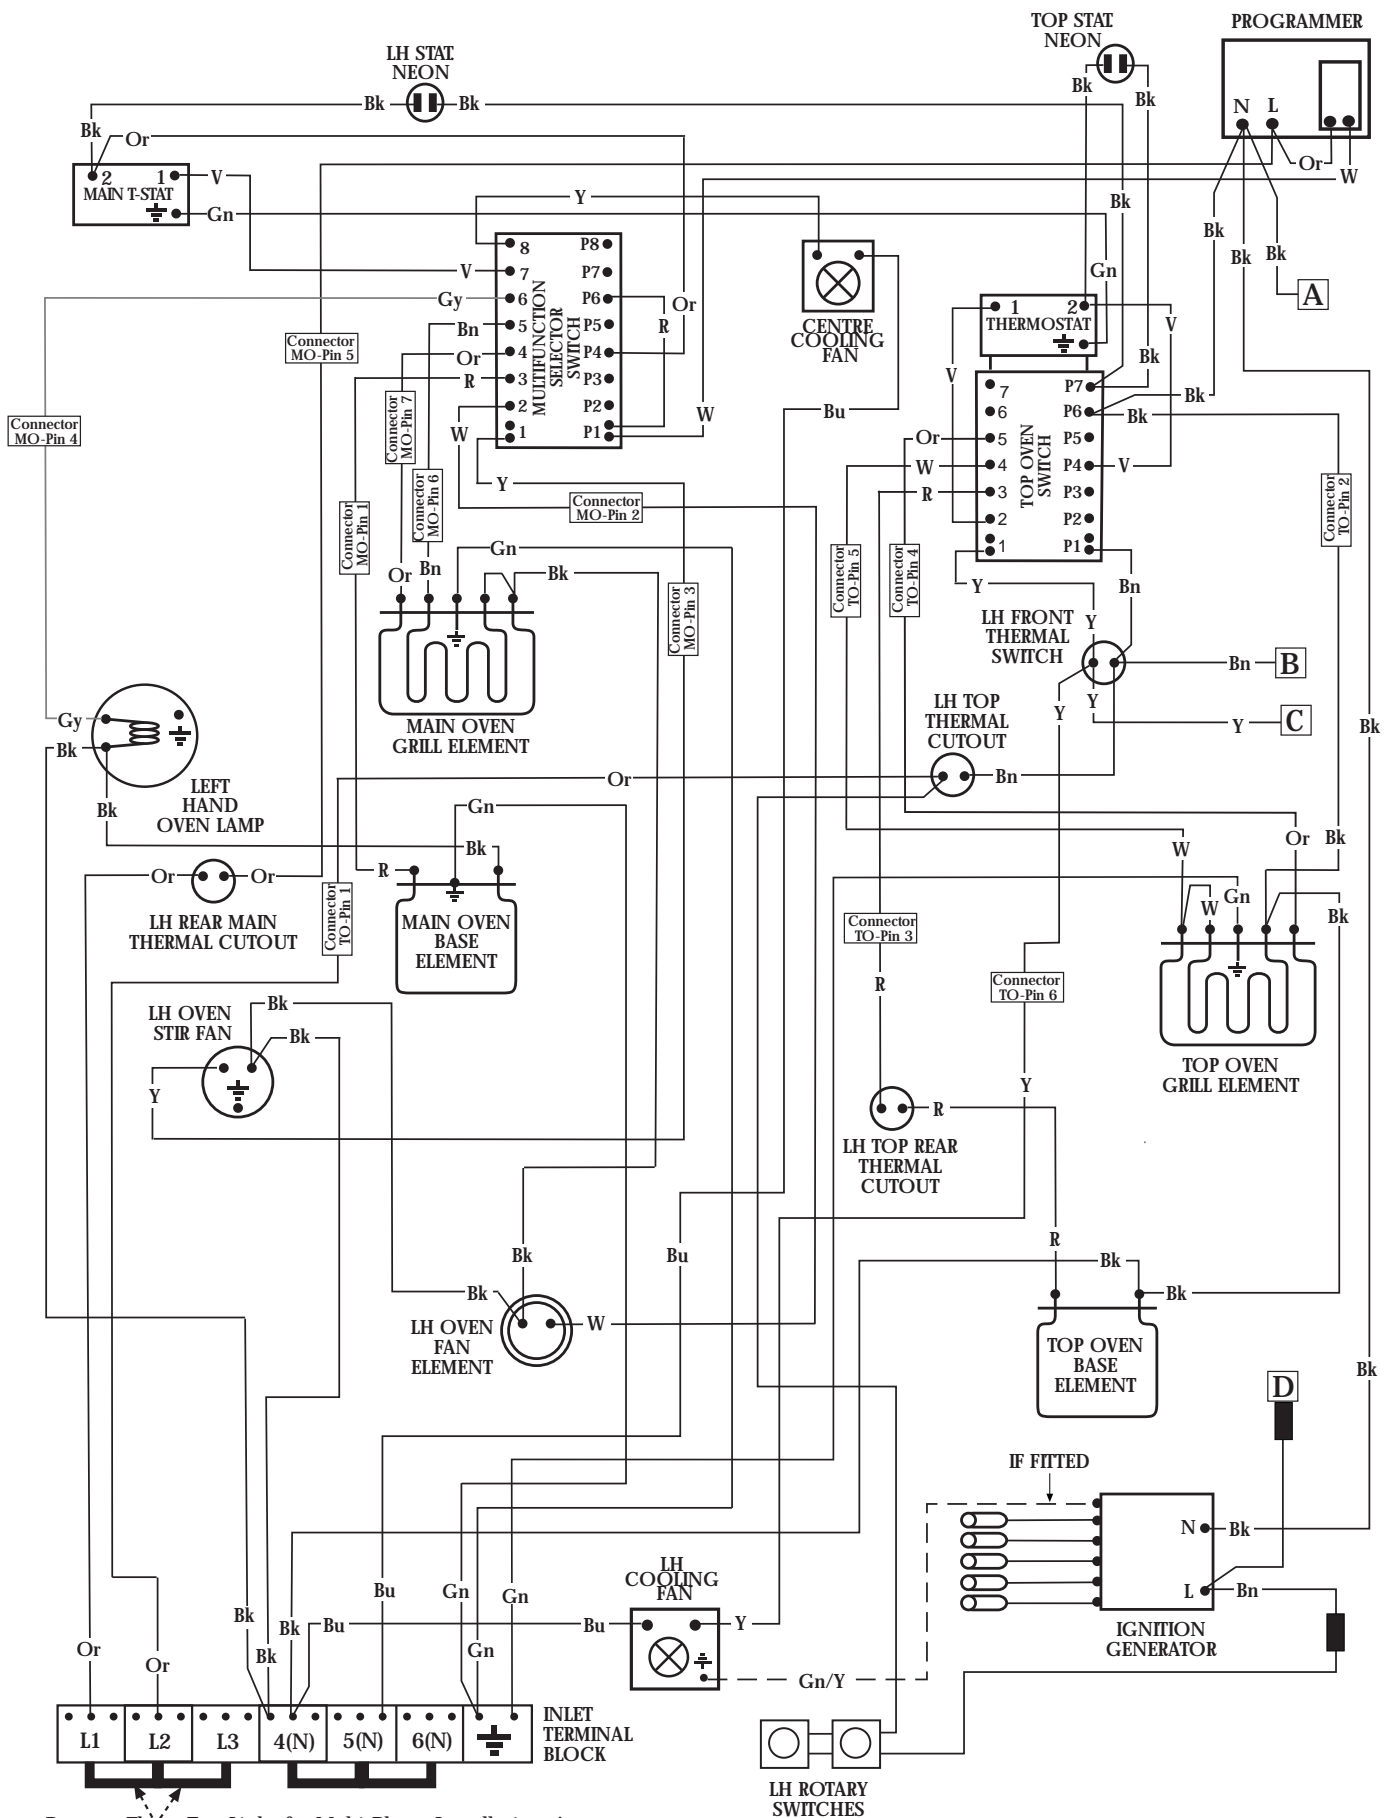 LH STAT.
NEON
TOP STAT.
NEON
PROGRAMMER
Bk
Bk
Bk
Bk
N L
Bk
Or
Or
2 1
MAIN T-STAT
V
Gn
W
Y
Bk
Bk
Bk
Bk
A
8 P8
V
7 P7
Gy
6 P6
Bn
5 P5
Or
4 P4
R
3 P3
2 P2
1 P1
MULTIFUNCTION
SELECTOR
SWITCH
R
Or
W
W
Y
Connector
MO-Pin 5
Connector
MO-Pin 4
Connector
MO-Pin 7
Connector
MO-Pin 6
Connector
MO-Pin 1
Connector
MO-Pin 2
Connector
MO-Pin 3
CENTRE
COOLING
FAN
Bu
Gn
1 2
THERMOSTAT
V
V
Bk
Bk
Bk
7 P7
6 P6
Or
5 P5
W
4 P4
V
R
3 P3
2 P2
1 P1
TOP OVEN
SWITCH
Connector
TO-Pin 2
Connector
TO-Pin 5
Connector
TO-Pin 4
Y
Bn
Gn
Bk
Or
Bn
MAIN OVEN
GRILL ELEMENT
LH FRONT
THERMAL
SWITCH
Y
Bn
B
Y
Y
Y
C
Bk
LH TOP
THERMAL
CUTOUT
Bn
Gy
Bk
LEFT
HAND
OVEN LAMP
Bk
Or
Gn
Bk
R
MAIN OVEN
BASE
ELEMENT
Or
Or
LH REAR MAIN
THERMAL CUTOUT
Connector
TO-Pin 1
Or
Bk
W
W
Gn
Bk
TOP OVEN
GRILL ELEMENT
Connector
TO-Pin 3
R
Connector
TO-Pin 6
Y
LH OVEN
STIR FAN
Bk
Bk
Y
R
LH TOP REAR
THERMAL
CUTOUT
Bk
Bu
R
Bk
Bk
Bk
W
LH OVEN
FAN
ELEMENT
TOP OVEN
BASE
ELEMENT
Bk
D
IF FITTED
N
Bk
L
Bn
IGNITION
GENERATOR
LH
COOLING
FAN
Bu
Y
Gn/Y
Bu
Gn
Gn
Bk
Bk
Bu
Bk
Gn
Or
Or
L1 L2 L3 4(N) 5(N) 6(N)
INLET
TERMINAL
BLOCK
LH ROTARY
SWITCHES